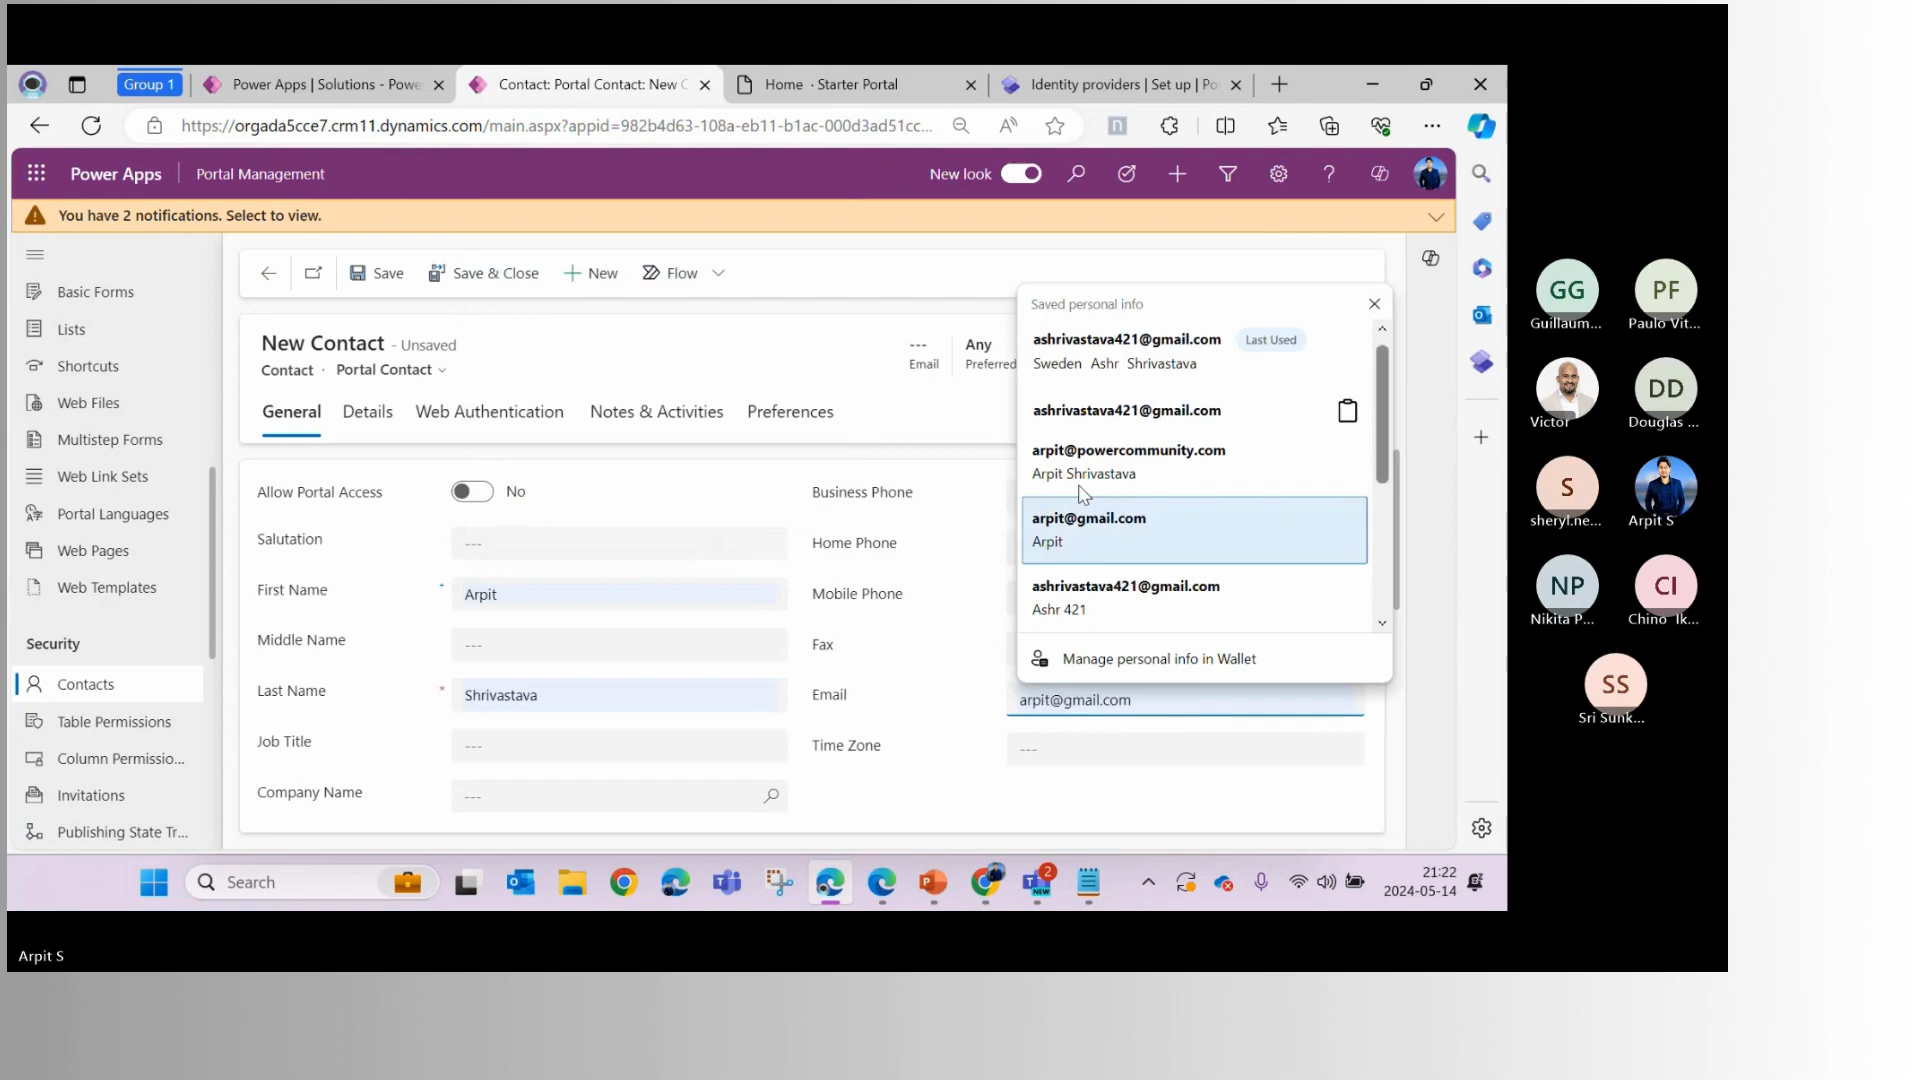 Group 1
Power Apps | Solutions - Powe
Contact: Portal Contact: New C
Home · Starter Portal
Identity providers | Set up | Po
https://orgada5cce7.crm11.dynamics.com/main.aspx?appid=982b4d63-108a-eb11-b1ac-000d3ad51cc...
Power Apps
Portal Management
New look
You have 2 notifications. Select to view.
Basic Forms
Lists
Shortcuts
Web Files
Multistep Forms
Web Link Sets
Portal Languages
Web Pages
Web Templates
Security
Contacts
Table Permissions
Column Permissio...
Invitations
Publishing State Tr...
Save
Save & Close
New
Flow
New Contact - Unsaved
Contact · Portal Contact
---
Email
Any
Preferred
General
Details
Web Authentication
Notes & Activities
Preferences
Allow Portal Access
No
Salutation
---
First Name
*
Arpit
Middle Name
---
Last Name
*
Shrivastava
Job Title
---
Company Name
---
Business Phone
Home Phone
Mobile Phone
Fax
Email
arpit@gmail.com
Time Zone
---
Saved personal info
ashrivastava421@gmail.com
Last Used
Sweden Ashr Shrivastava
ashrivastava421@gmail.com
arpit@powercommunity.com
Arpit Shrivastava
arpit@gmail.com
Arpit
ashrivastava421@gmail.com
Ashr 421
Manage personal info in Wallet
GG
Guillaum...
PF
Paulo Vit...
Victor
DD
Douglas ...
S
sheryl.ne...
Arpit S
NP
Nikita P...
CI
Chino Ik...
SS
Sri Sunk...
Search
2
NEW
21:22
2024-05-14
Arpit S